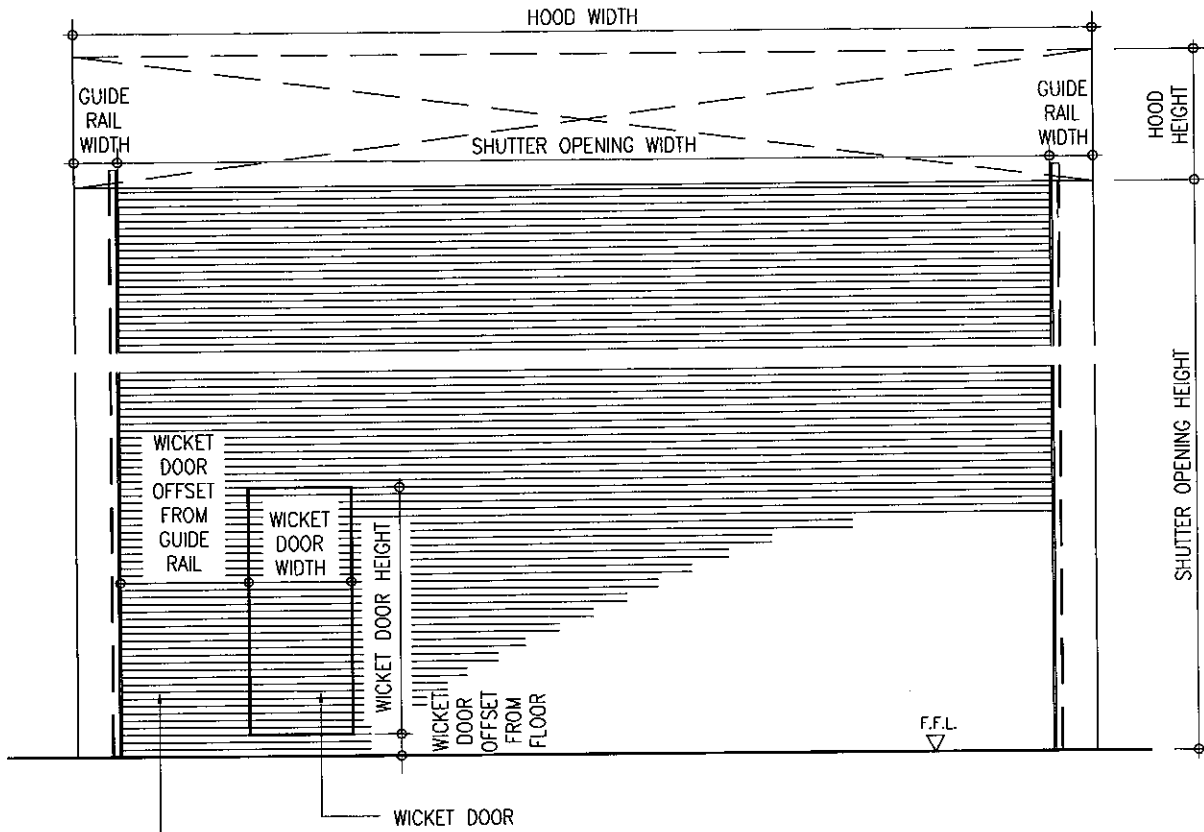 HOOD WIDTH
GUIDE
RAIL
WIDTH
SHUTTER OPENING WIDTH
GUIDE
RAIL
WIDTH
HOOD
HEIGHT
SHUTTER OPENING HEIGHT
WICKET
DOOR
OFFSET
FROM
GUIDE
RAIL
WICKET
DOOR
WIDTH
WICKET DOOR HEIGHT
WICKET
DOOR
OFFSET
FROM
FLOOR
F.F.L.
WICKET DOOR